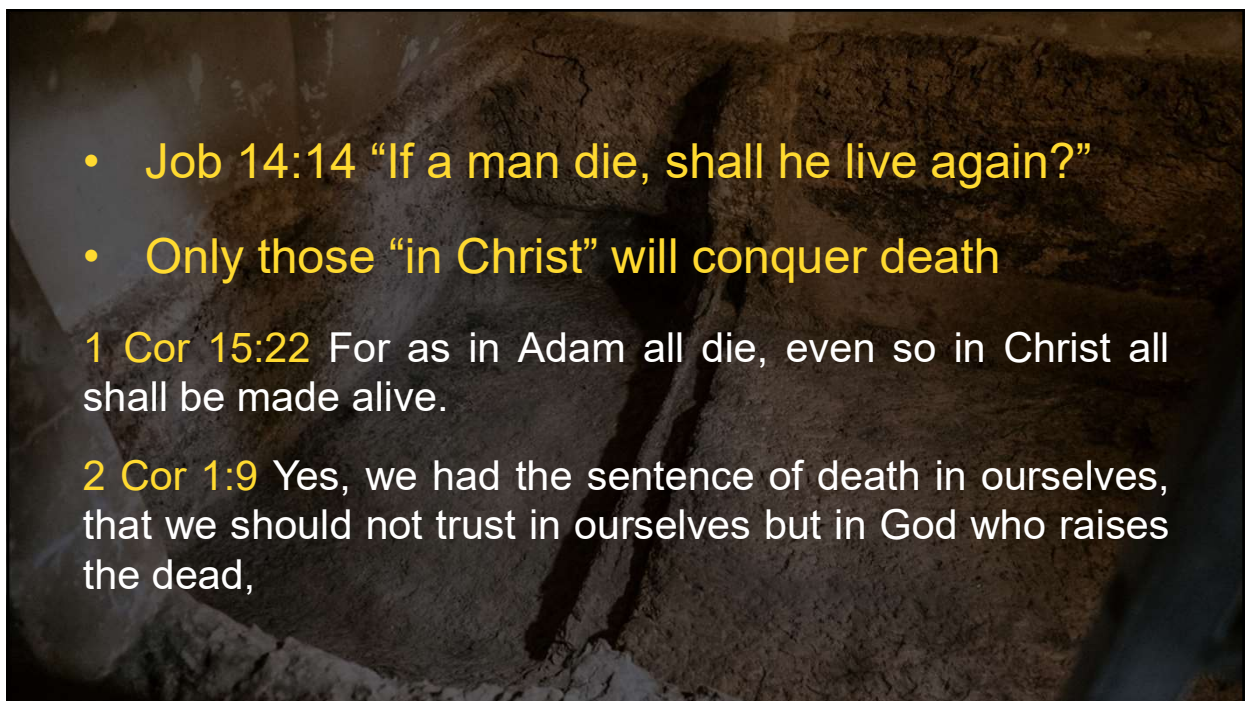 • Job 14:14 “If a man die, shall he live again?”
• Only those “in Christ” will conquer death
1 Cor 15:22 For as in Adam all die, even so in Christ all
shall be made alive.
2 Cor 1:9 Yes, we had the sentence of death in ourselves,
that we should not trust in ourselves but in God who raises
the dead,